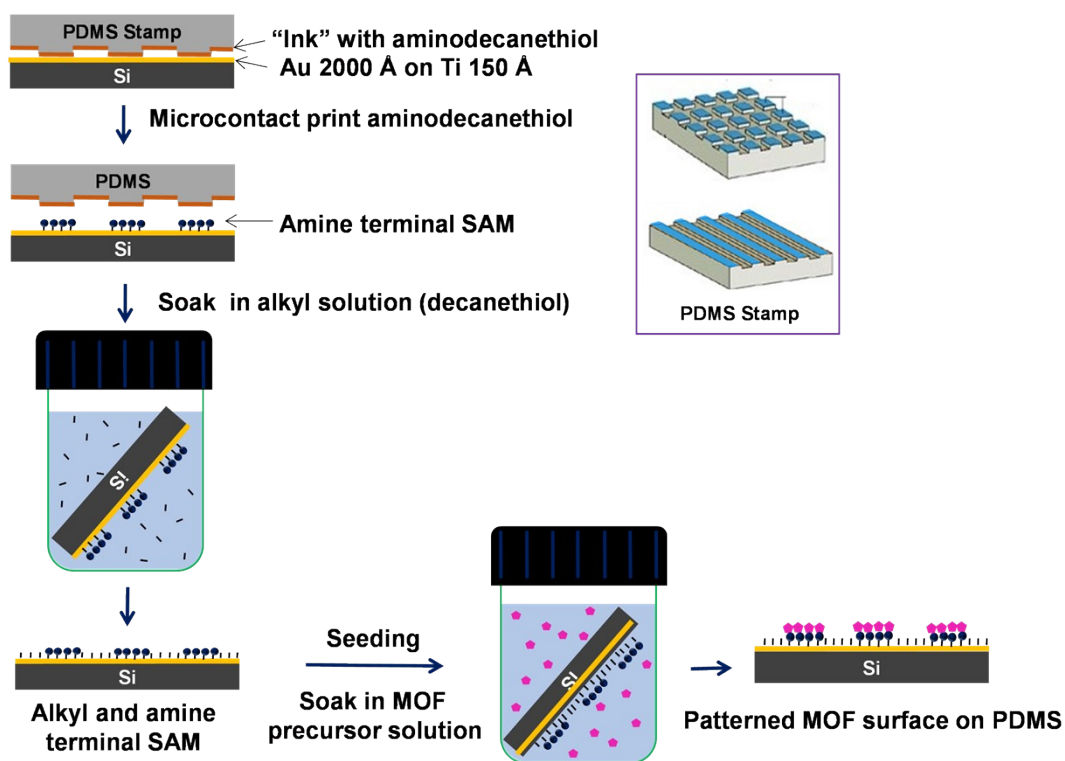 PDMS Stamp
“Ink” with aminodecanethiol
Au 2000 Å on Ti 150 Å
Si
Microcontact print aminodecanethiol
PDMS
Amine terminal SAM
Si
Soak in alkyl solution (decanethiol)
PDMS Stamp
Si
Si
Alkyl and amine
terminal SAM
Seeding
Soak in MOF
precursor solution
Si
Si
Patterned MOF surface on PDMS